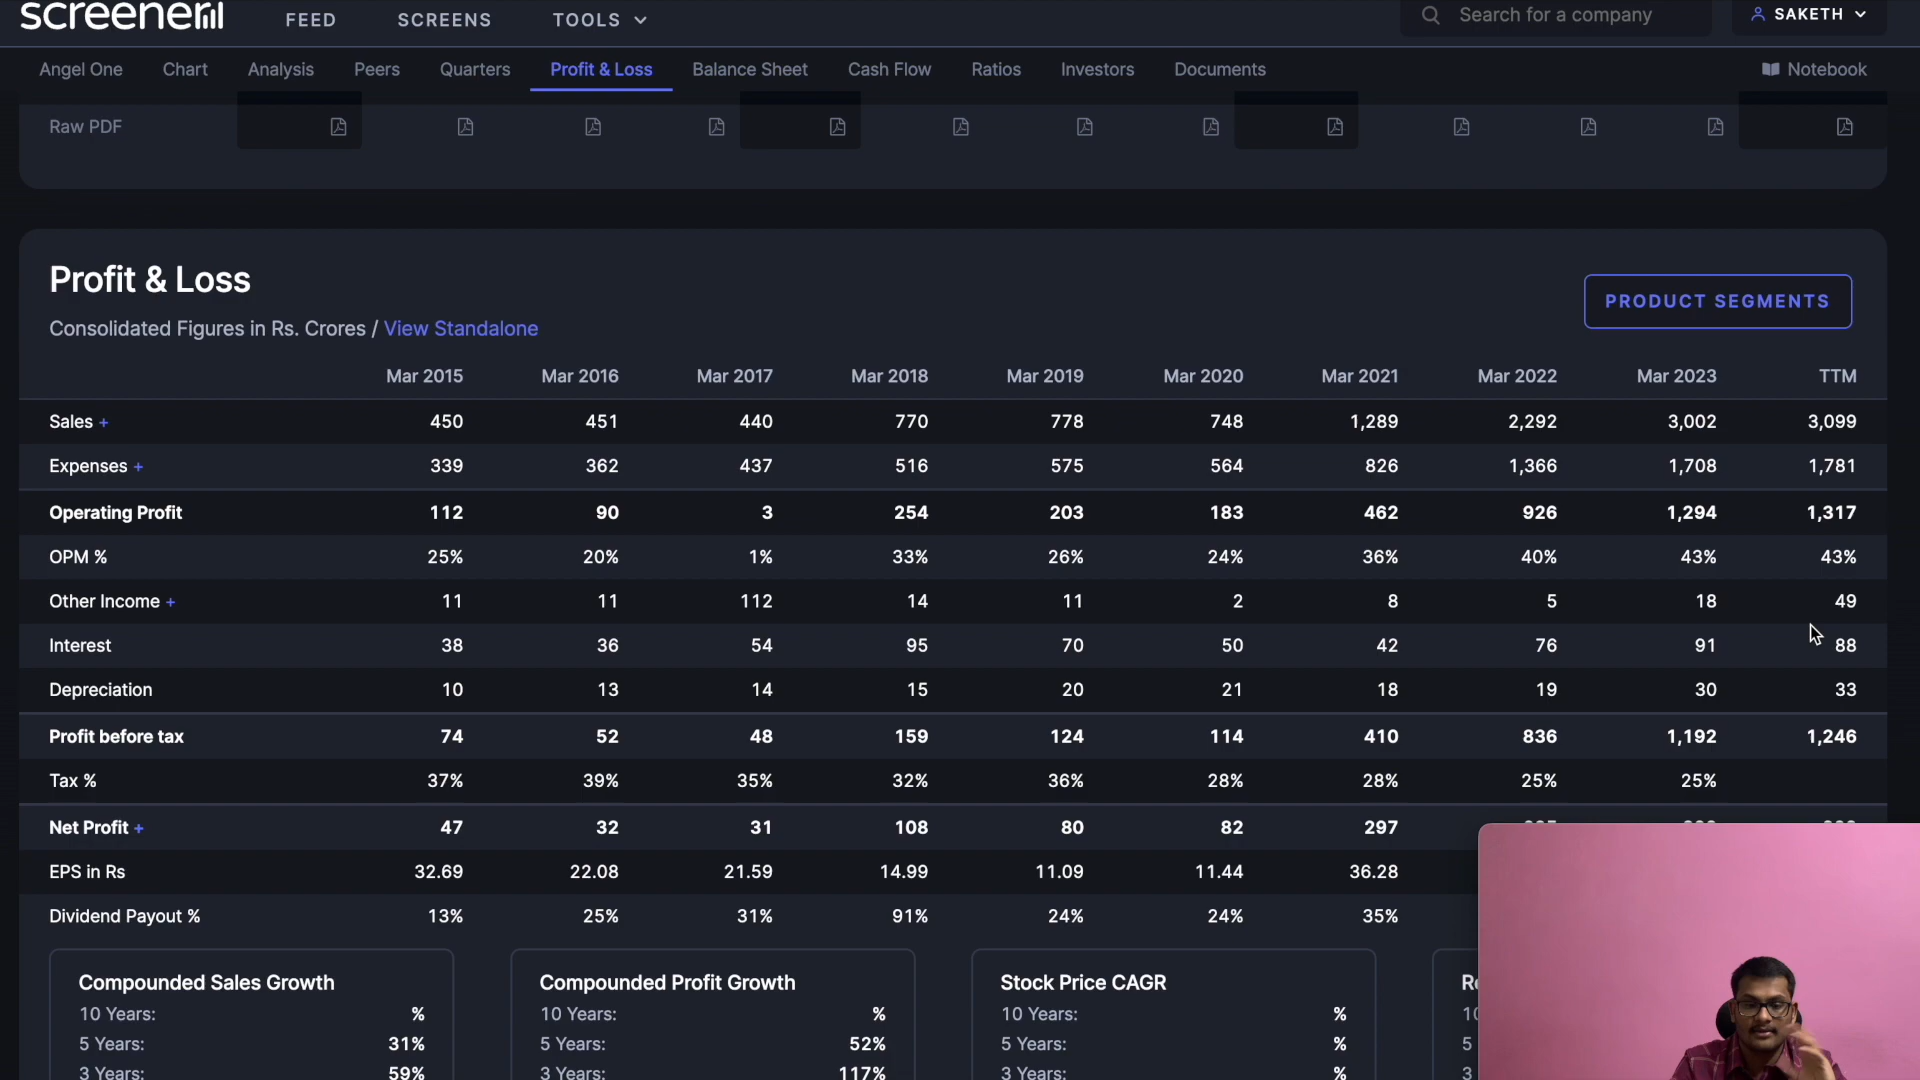 screener
FEED SCREENS TOOLS Search for a company SAKETH
Angel One Chart Analysis Peers Quarters Profit & Loss Balance Sheet Cash Flow Ratios Investors Documents Notebook
Raw PDF
Profit & Loss
PRODUCT SEGMENTS
Consolidated Figures in Rs. Crores / View Standalone
Mar 2015 Mar 2016 Mar 2017 Mar 2018 Mar 2019 Mar 2020 Mar 2021 Mar 2022 Mar 2023 TTM
Sales + 450 451 440 770 778 748 1,289 2,292 3,002 3,099
Expenses + 339 362 437 516 575 564 826 1,366 1,708 1,781
Operating Profit 112 90 3 254 203 183 462 926 1,294 1,317
OPM % 25% 20% 1% 33% 26% 24% 36% 40% 43% 43%
Other Income + 11 11 112 14 11 2 8 5 18 49
Interest 38 36 54 95 70 50 42 76 91 88
Depreciation 10 13 14 15 20 21 18 19 30 33
Profit before tax 74 52 48 159 124 114 410 836 1,192 1,246
Tax % 37% 39% 35% 32% 36% 28% 28% 25% 25%
Net Profit + 47 32 31 108 80 82 297
EPS in Rs 32.69 22.08 21.59 14.99 11.09 11.44 36.28
Dividend Payout % 13% 25% 31% 91% 24% 24% 35%
Compounded Sales Growth Compounded Profit Growth Stock Price CAGR
10 Years: % 10 Years: % 10 Years: % 10
5 Years: 31% 5 Years: 52% 5 Years: % 5
3 Years: 59% 3 Years: 117% 3 Years: % 3